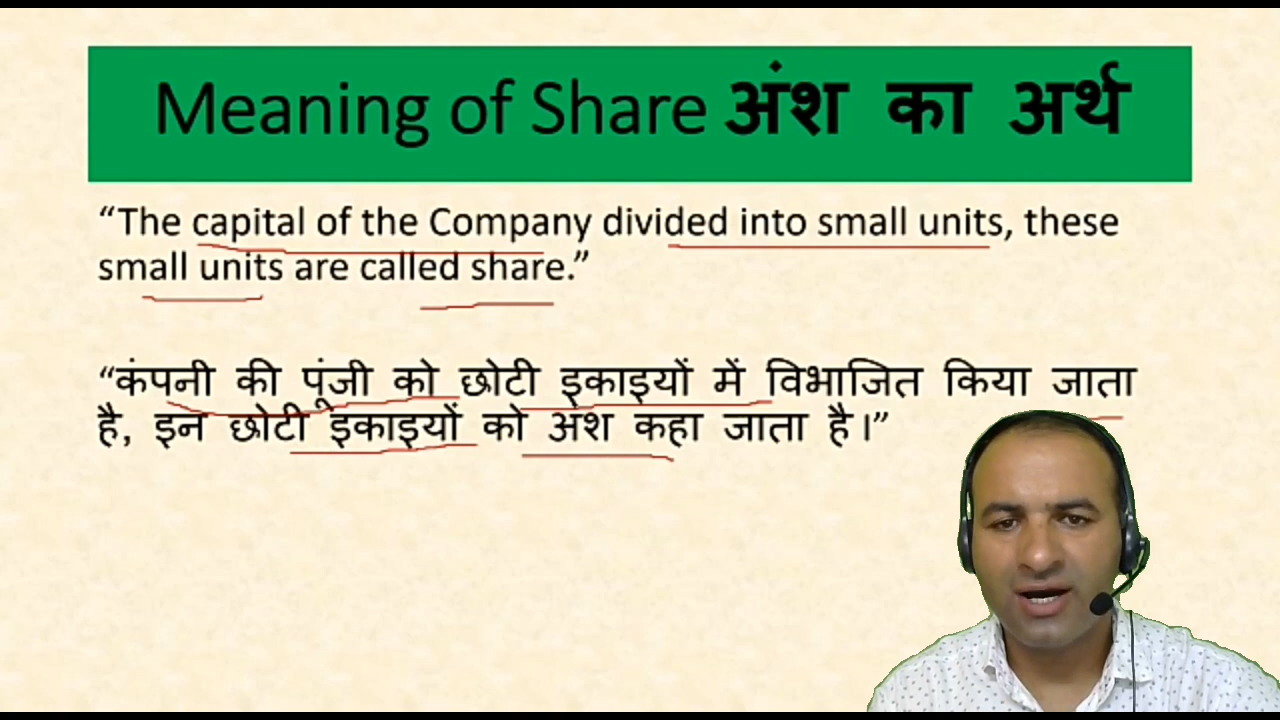 Meaning of Share अंश का अर्थ
“The capital of the Company divided into small units, these
small units are called share.”
“कंपनी की पूंजी को छोटी इकाइयों में विभाजित किया जाता
है, इन छोटी इकाइयों को अंश कहा जाता है।”